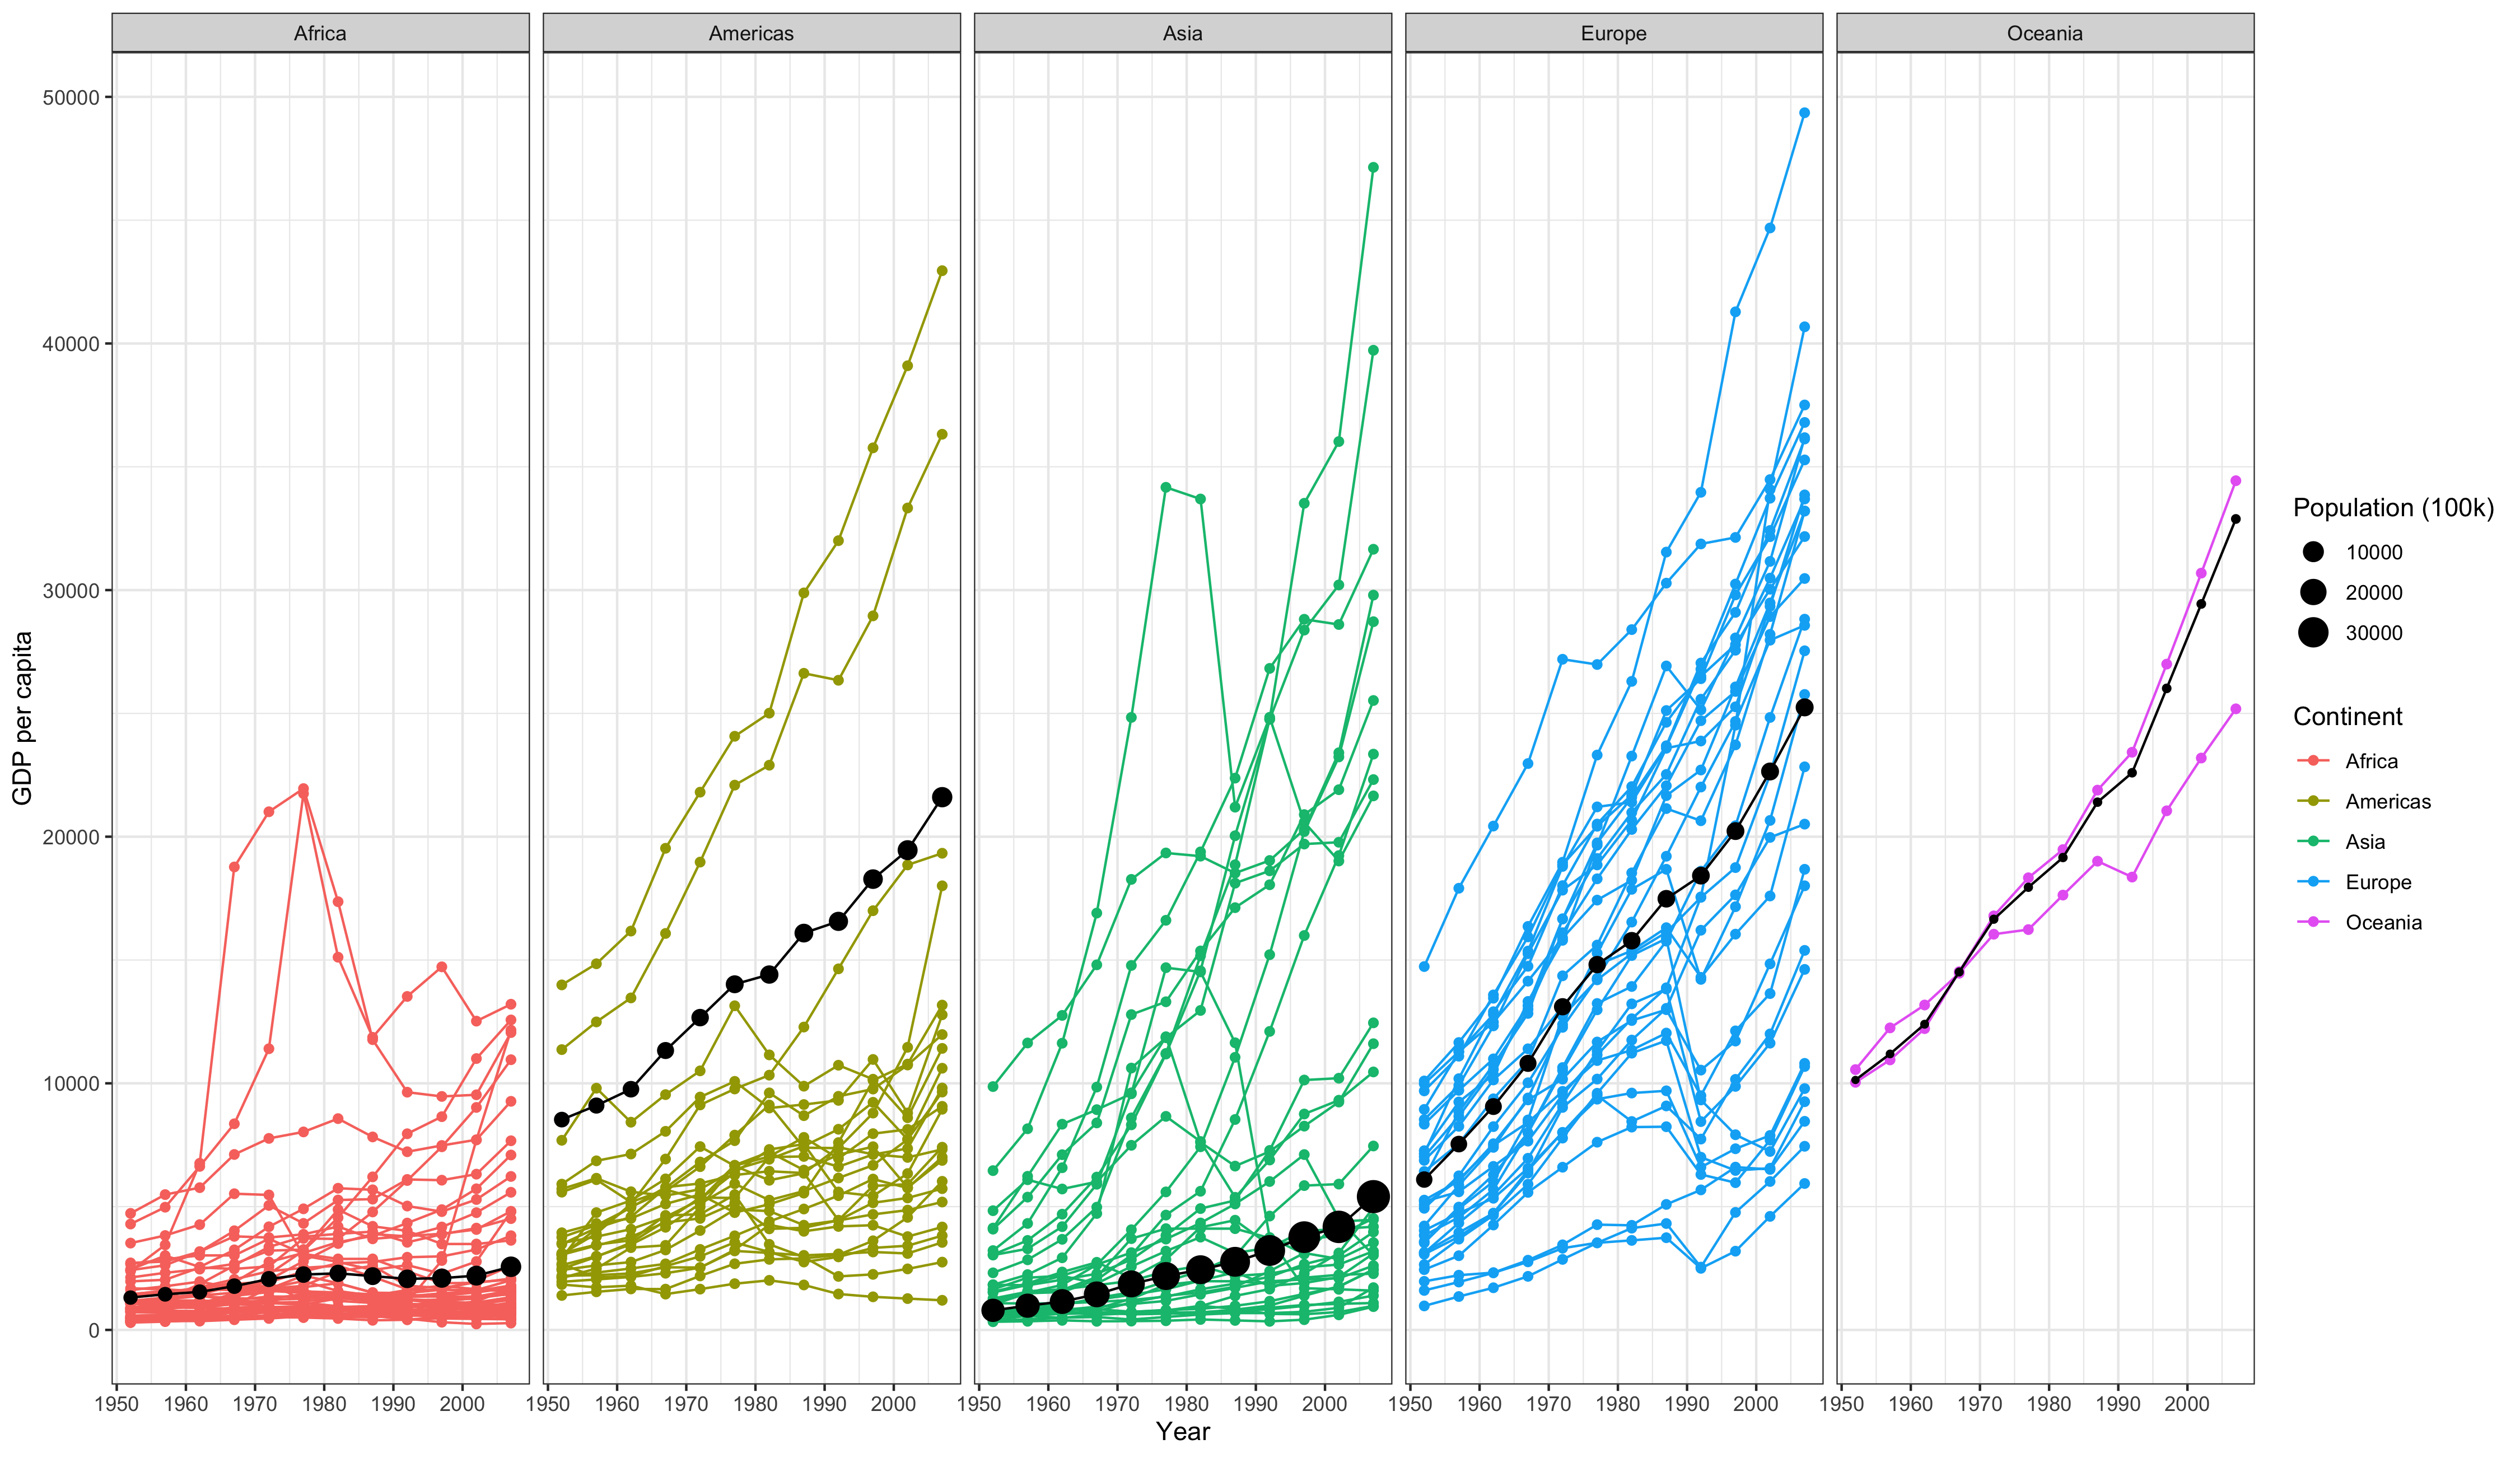 Africa
Americas
Asia
Europe
Oceania
GDP per capita
50000
40000
30000
20000
10000
0
1950 1960 1970 1980 1990 2000
1950 1960 1970 1980 1990 2000
1950 1960 1970 1980 1990 2000
1950 1960 1970 1980 1990 2000
1950 1960 1970 1980 1990 2000
Year
Population (100k)
10000
20000
30000
Continent
Africa
Americas
Asia
Europe
Oceania